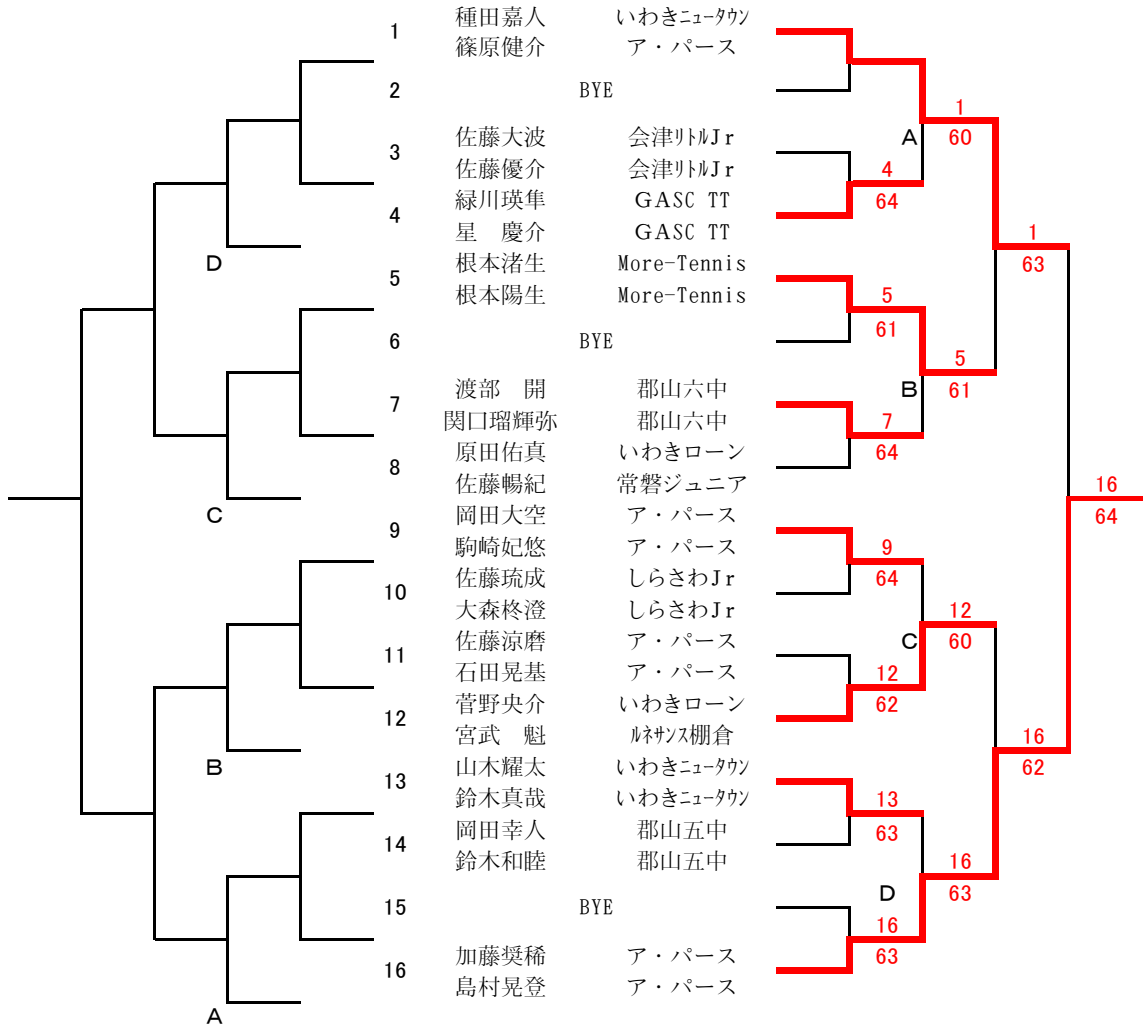 1 種田嘉人 いわきニュータウン
篠原健介 ア・パース
2 BYE
3 佐藤大波 会津リトルJr
佐藤優介 会津リトルJr
4 緑川瑛隼 GASC TT
星　慶介 GASC TT
5 根本渚生 More-Tennis
根本陽生 More-Tennis
6 BYE
7 渡部　開 郡山六中
関口瑠輝弥 郡山六中
8 原田佑真 いわきローン
佐藤暢紀 常磐ジュニア
9 岡田大空 ア・パース
駒崎妃悠 ア・パース
10 佐藤琉成 しらさわJr
大森柊澄 しらさわJr
11 佐藤涼磨 ア・パース
石田晃基 ア・パース
12 菅野央介 いわきローン
宮武　魁 ルネサンス棚倉
13 山木耀太 いわきニュータウン
鈴木真哉 いわきニュータウン
14 岡田幸人 郡山五中
鈴木和睦 郡山五中
15 BYE
16 加藤奨稀 ア・パース
島村晃登 ア・パース
D
C
B
A
4
64
5
61
7
64
9
64
12
62
13
63
16
63
A
B
C
D
1
60
5
61
12
60
16
63
1
63
16
62
16
64